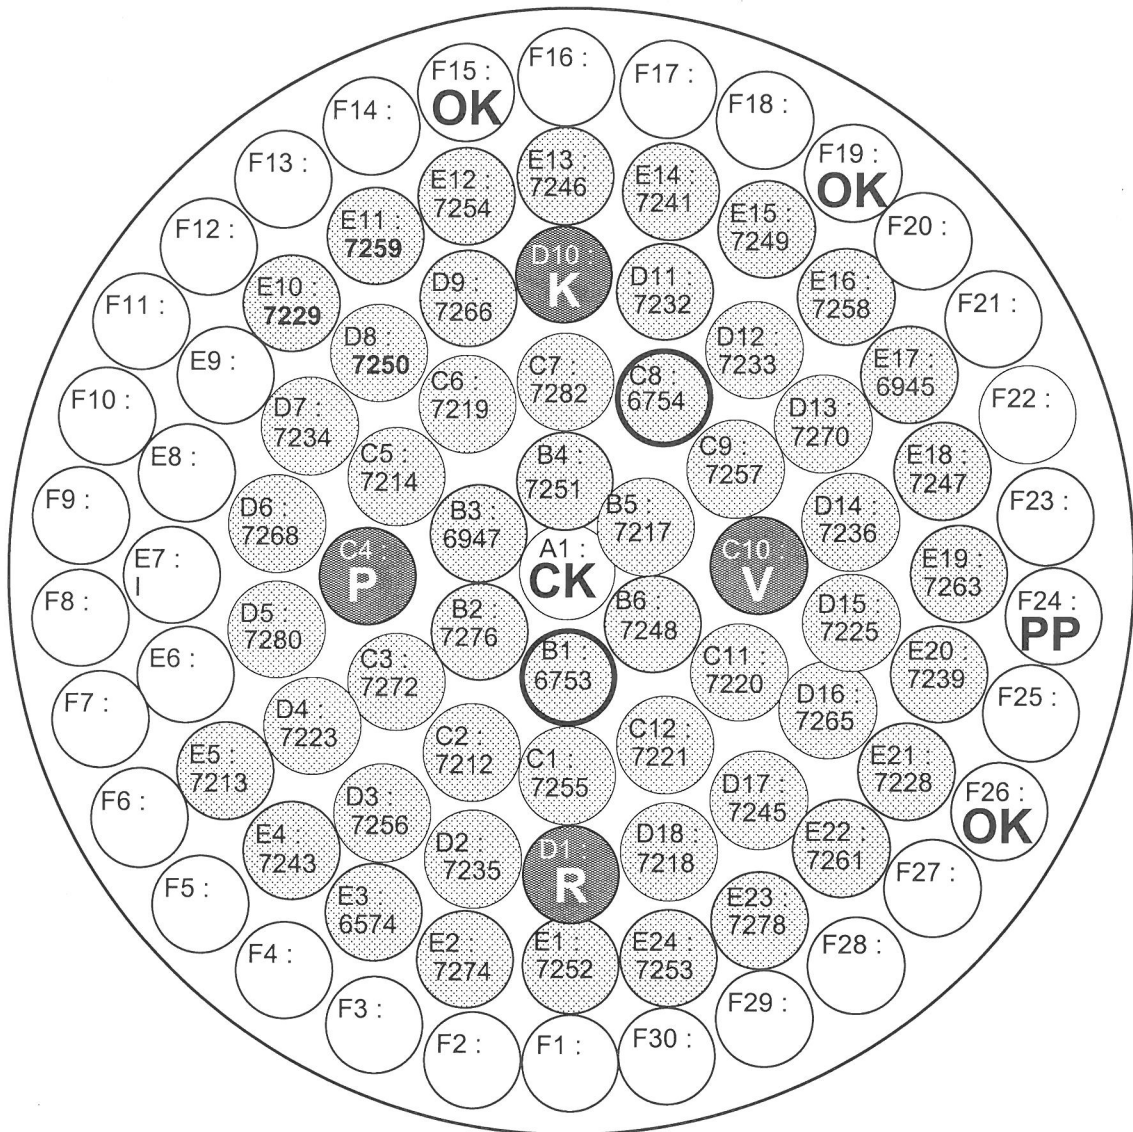 F16 :
F15 :
OK
F17 :
F14 :
F18 :
F13 :
E13 :
7246
F19 :
OK
E12 :
7254
E14 :
7241
F12 :
E11 :
7259
E15 :
7249
F20 :
D10 :
K
F11 :
E10 :
7229
D9 :
7266
D11 :
7232
E16 :
7258
F21 :
D8 :
7250
D12 :
7233
E9 :
E17 :
6945
C7 :
7282
F10 :
C6 :
7219
C8 :
6754
F22 :
D7 :
7234
D13 :
7270
C5 :
7214
C9 :
7257
E8 :
B4 :
7251
E18 :
7247
F9 :
D6 :
7268
B3 :
6947
B5 :
7217
D14 :
7236
F23 :
E7 :
I
C4 :
P
A1 :
CK
C10 :
V
E19 :
7263
F8 :
D5 :
7280
B2 :
7276
B6 :
7248
D15 :
7225
F24 :
PP
E6 :
C3 :
7272
B1 :
6753
C11 :
7220
E20 :
7239
F7 :
D4 :
7223
D16 :
7265
F25 :
C2 :
7212
C12 :
7221
E5 :
7213
C1 :
7255
E21 :
7228
F6 :
D3 :
7256
D17 :
7245
F26 :
OK
E4 :
7243
D2 :
7235
D1 :
R
D18 :
7218
E22 :
7261
F5 :
F27 :
E3 :
6574
E23 :
7278
F4 :
E2 :
7274
E1 :
7252
E24 :
7253
F28 :
F3 :
F29 :
F2 :
F1 :
F30 :